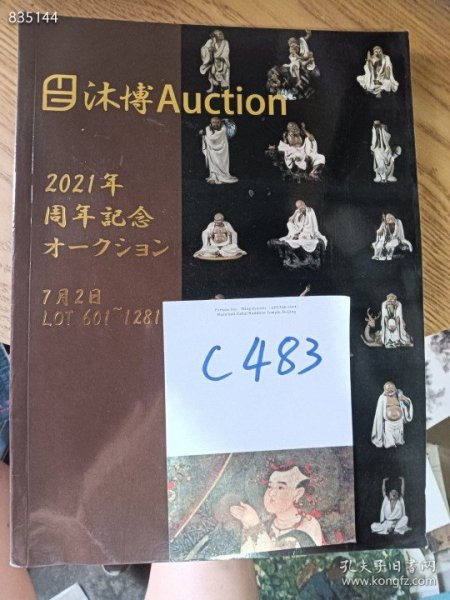 835144
沐博Auction
2021年
周年記念
オークション
7月2日
LOT 601~1281
C483
孔夫子旧书网
www.kongfz.com